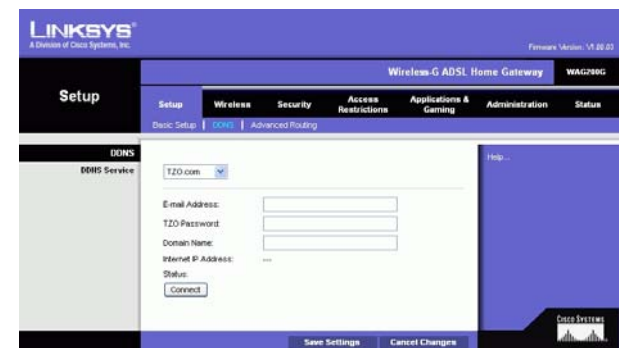 LINKSYS®
A Division of Cisco Systems, Inc.
Firmware Version: V1.00.03
Wireless-G ADSL Home Gateway WAG200G
Setup
Setup Wireless Security Access Restrictions Applications & Gaming Administration Status
Basic Setup | DDNS | Advanced Routing
DDNS
DDNS Service
TZO.com
Help...
E-mail Address:
TZO Password:
Domain Name:
Internet IP Address: ---
Status:
Connect
CISCO SYSTEMS
Save Settings Cancel Changes